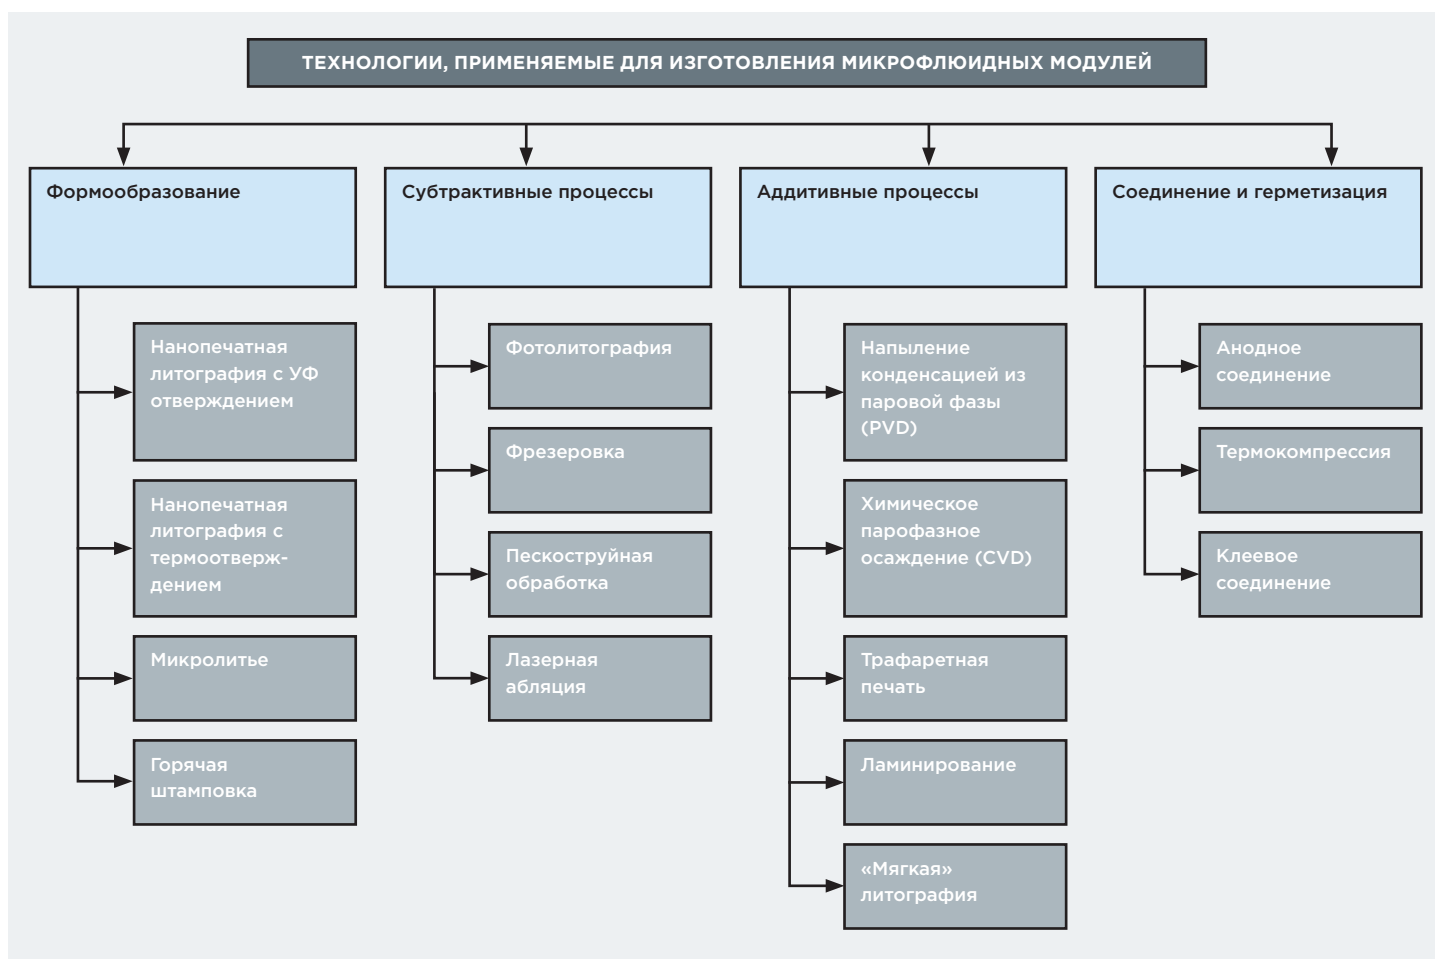 ТЕХНОЛОГИИ, ПРИМЕНЯЕМЫЕ ДЛЯ ИЗГОТОВЛЕНИЯ МИКРОФЛЮИДНЫХ МОДУЛЕЙ
Формообразование
Нанопечатная
литография с УФ
отверждением
Нанопечатная
литография с
термоотверж-
дением
Микролитье
Горячая
штамповка
Субтрактивные процессы
Фотолитография
Фрезеровка
Пескоструйная
обработка
Лазерная
абляция
Аддитивные процессы
Напыление
конденсацией из
паровой фазы
(PVD)
Химическое
парофазное
осаждение (CVD)
Трафаретная
печать
Ламинирование
«Мягкая»
литография
Соединение и герметизация
Анодное
соединение
Термокомпрессия
Клеевое
соединение